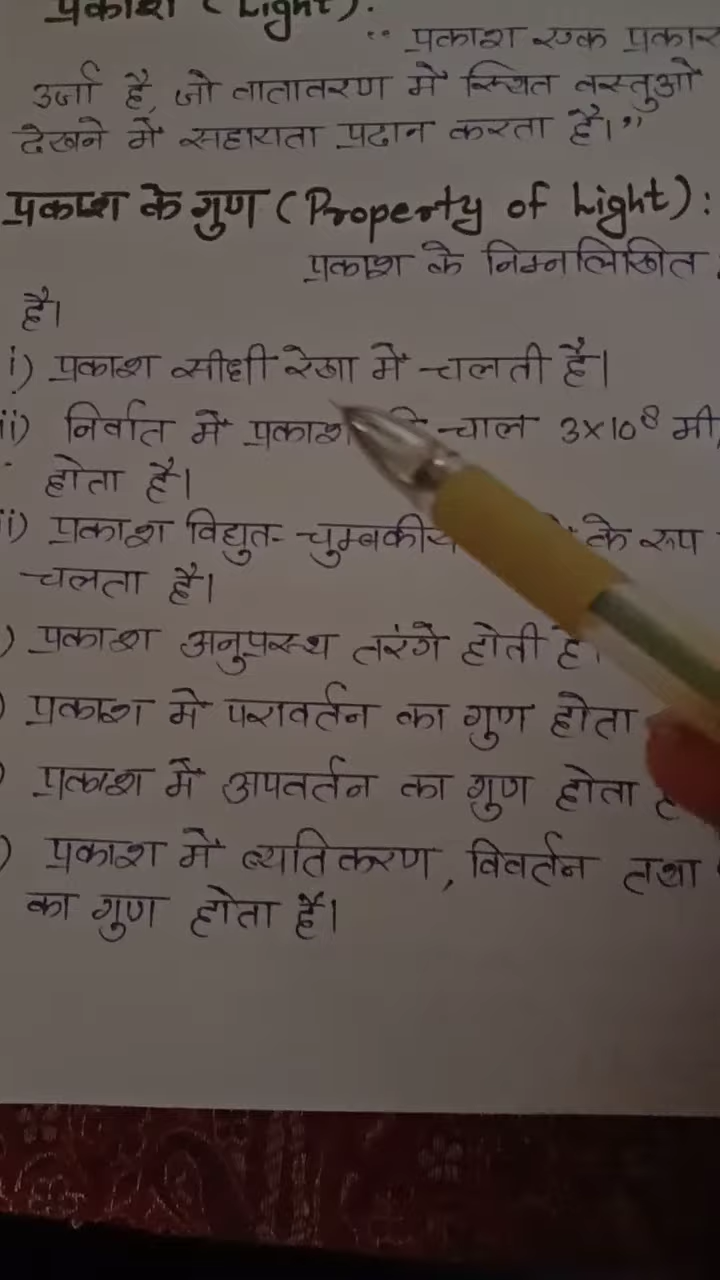 प्रकाश (Light):
“ प्रकाश एक प्रकार
उर्जा है, जो वातावरण में स्थित वस्तुओं
देखने में सहायता प्रदान करता है।”
प्रकाश के गुण (Property of Light):
प्रकाश के निम्नलिखित
है।
i) प्रकाश सीधी रेखा में चलती है।
ii) निर्वात में प्रकाश चाल 3×10⁸ मी
होता है।
ii) प्रकाश विद्युत-चुम्बकीय के रूप
चलता है।
) प्रकाश अनुप्रस्थ तरंगे होती है।
) प्रकाश मे परावर्तन का गुण होता
) प्रकाश में अपवर्तन का गुण होता
) प्रकाश में व्यतिकरण, विवर्तन तथा
का गुण होता है।